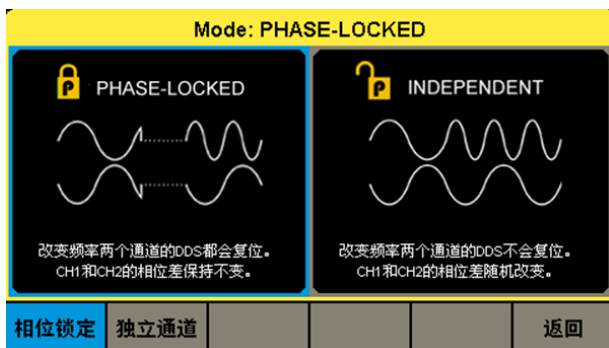 Mode: PHASE-LOCKED
P PHASE-LOCKED
改变频率两个通道的DDS都会复位。
CH1和CH2的相位差保持不变。
P INDEPENDENT
改变频率两个通道的DDS不会复位。
CH1和CH2的相位差随机改变。
相位锁定 独立通道 返回